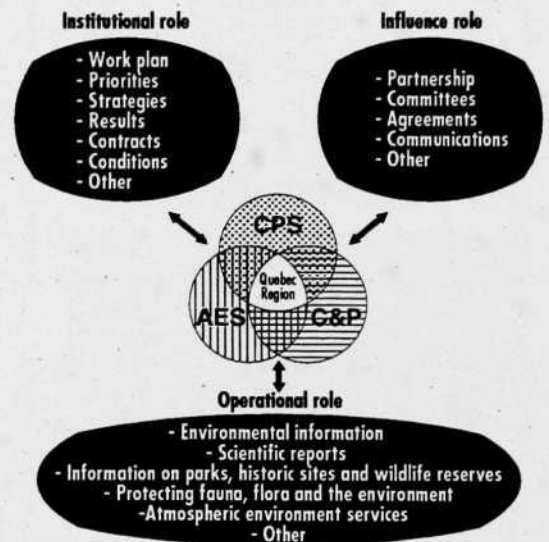 Institutional role
- Work plan
- Priorities
- Strategies
- Results
- Contracts
- Conditions
- Other
Influence role
- Partnership
- Committees
- Agreements
- Communications
- Other
CPS
Quebec
Region
AES
C&P
Operational role
- Environmental information
- Scientific reports
- Information on parks, historic sites and wildlife reserves
- Protecting fauna, flora and the environment
-Atmospheric environment services
- Other